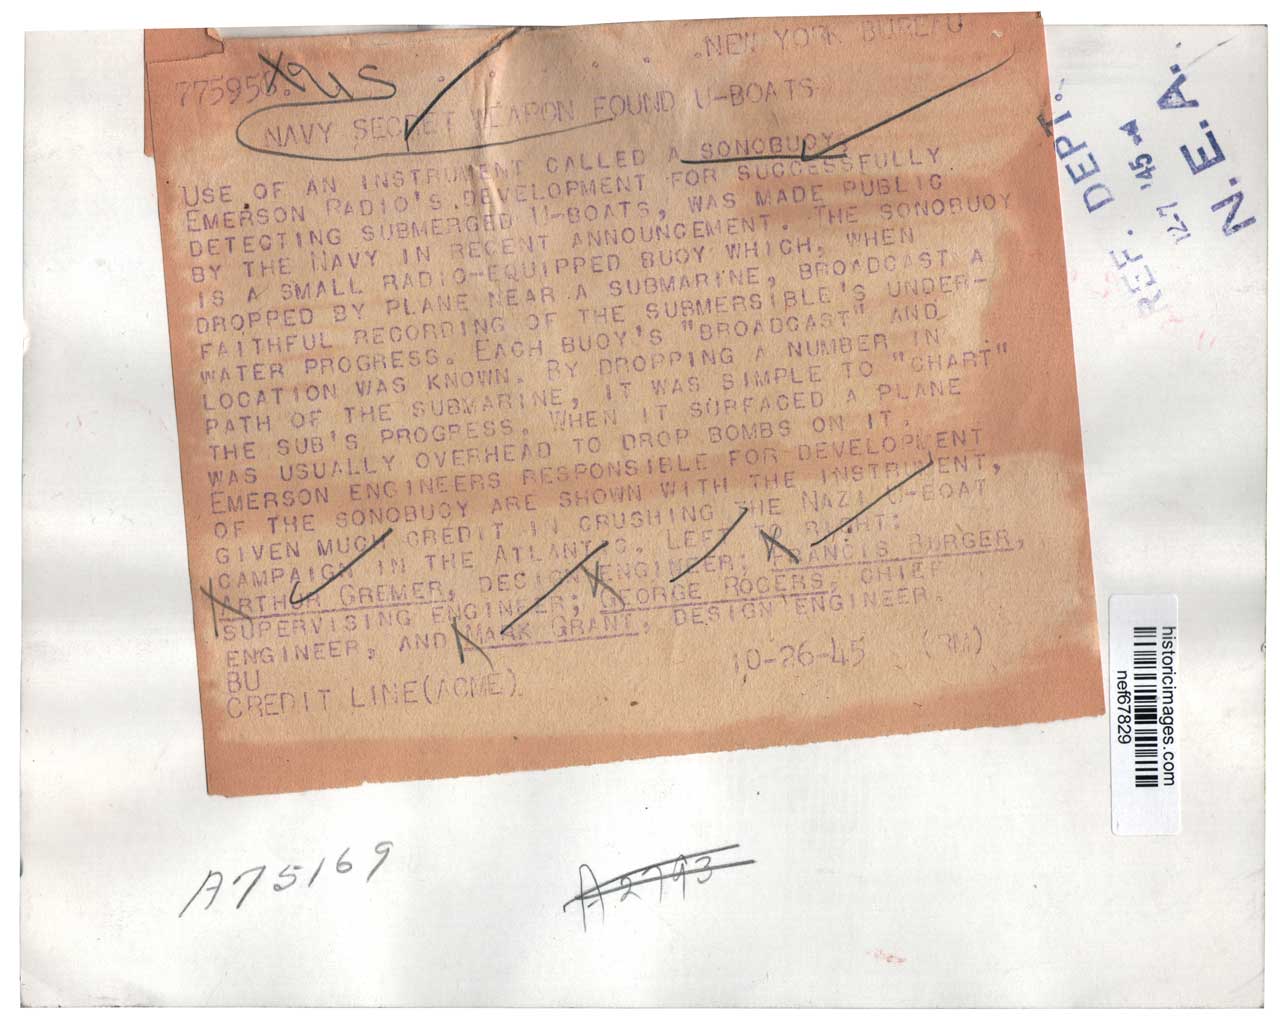 775950. . . . . . .NEW YORK BUREAU
XUS
NAVY SECRET WEAPON FOUND U-BOATS
USE OF AN INSTRUMENT CALLED A SONOBUOY,
EMERSON RADIO'S DEVELOPMENT FOR SUCCESSFULLY
DETECTING SUBMERGED U-BOATS, WAS MADE PUBLIC
BY THE NAVY IN RECENT ANNOUNCEMENT. THE SONOBUOY
IS A SMALL RADIO-EQUIPPED BUOY WHICH, WHEN
DROPPED BY PLANE NEAR A SUBMARINE, BROADCAST A
FAITHFUL RECORDING OF THE SUBMERSIBLE'S UNDER-
WATER PROGRESS. EACH BUOY'S "BROADCAST" AND
LOCATION WAS KNOWN. BY DROPPING A NUMBER IN
PATH OF THE SUBMARINE, IT WAS SIMPLE TO "CHART"
THE SUB'S PROGRESS. WHEN IT SURFACED A PLANE
WAS USUALLY OVERHEAD TO DROP BOMBS ON IT.
EMERSON ENGINEERS RESPONSIBLE FOR DEVELOPMENT
OF THE SONOBUOY ARE SHOWN WITH THE INSTRUMENT,
GIVEN MUCH CREDIT IN CRUSHING THE NAZI U-BOAT
CAMPAIGN IN THE ATLANTIC. LEFT TO RIGHT:
ARTHUR GREMER, DESIGN ENGINEER; FRANCIS BURGER,
SUPERVISING ENGINEER; GEORGE ROGERS, CHIEF
ENGINEER, AND MARK GRANT, DESIGN ENGINEER.
BU 10-26-45 (RM)
CREDIT LINE(ACME)
REF. DEPT.
12-7 '45
N.E.A.
historicimages.com
nef67829
A75169
A2793